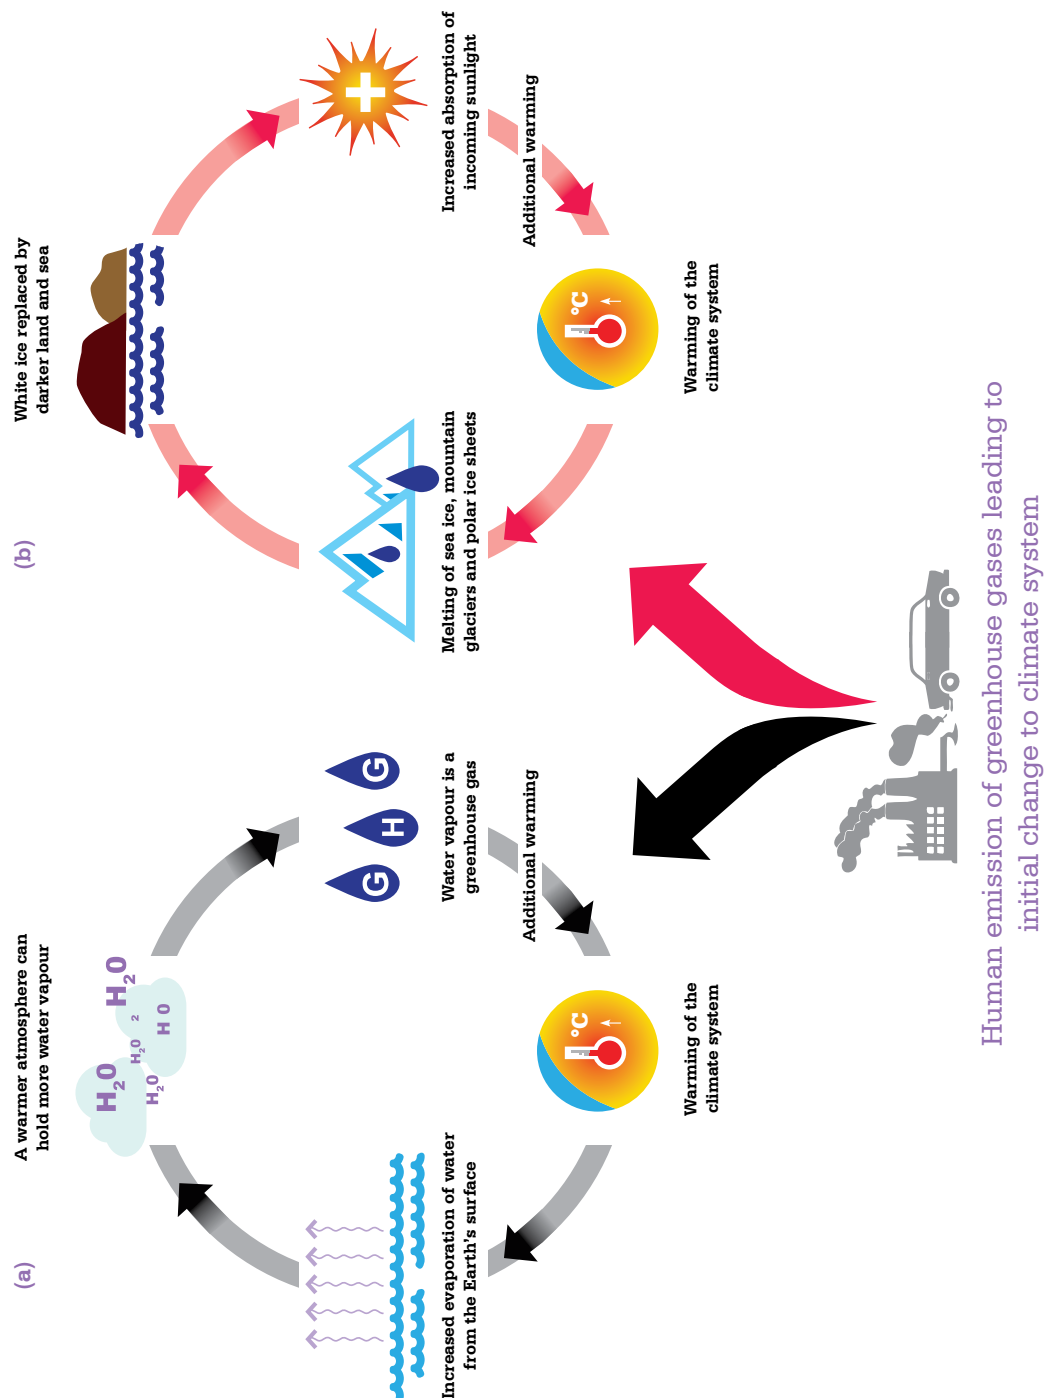 (a)
A warmer atmosphere can
hold more water vapour
H2O
H2O
H2O
H2O
2
H O
Increased evaporation of water
from the Earth's surface
G
H
G
Water vapour is a
greenhouse gas
Additional warming
°C
Warming of the
climate system
(b)
White ice replaced by
darker land and sea
Melting of sea ice, mountain
glaciers and polar ice sheets
Increased absorption of
incoming sunlight
Additional warming
°C
Warming of the
climate system
Human emission of greenhouse gases leading to
initial change to climate system